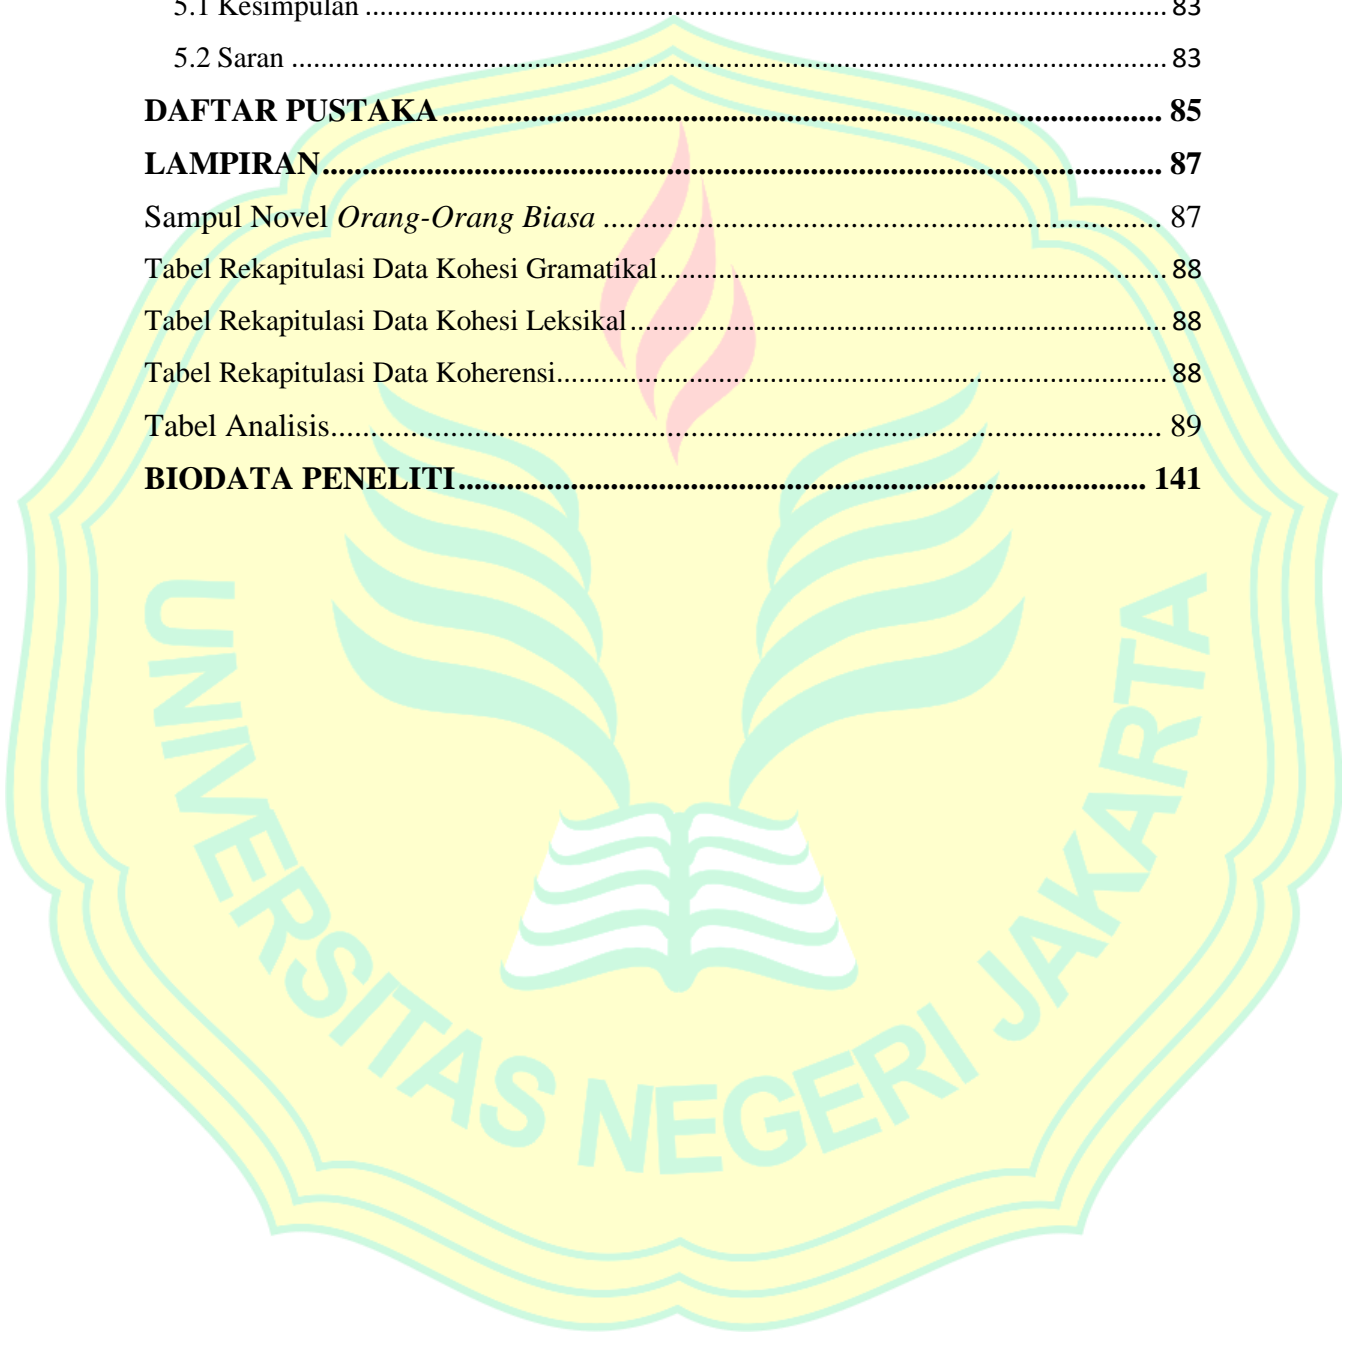 5.1 Kesimpulan ........................................................................................................ 83
5.2 Saran ................................................................................................................. 83
DAFTAR PUSTAKA ........................................................................................ 85
LAMPIRAN....................................................................................................... 87
Sampul Novel Orang-Orang Biasa ...................................................................... 87
Tabel Rekapitulasi Data Kohesi Gramatikal..................................................................... 88
Tabel Rekapitulasi Data Kohesi Leksikal......................................................................... 88
Tabel Rekapitulasi Data Koherensi................................................................................... 88
Tabel Analisis...................................................................................................... 89
BIODATA PENELITI.................................................................................... 141
UNIVERSITAS NEGERI JAKARTA